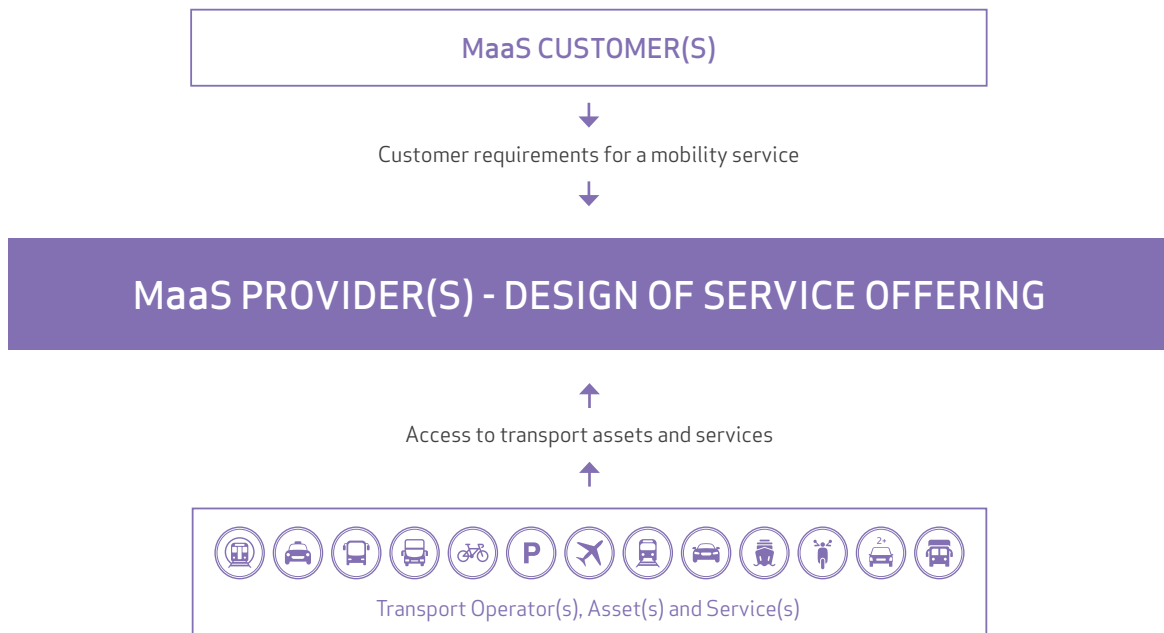 MaaS CUSTOMER(S)
Customer requirements for a mobility service
MaaS PROVIDER(S) - DESIGN OF SERVICE OFFERING
Access to transport assets and services
P
2+
Transport Operator(s), Asset(s) and Service(s)